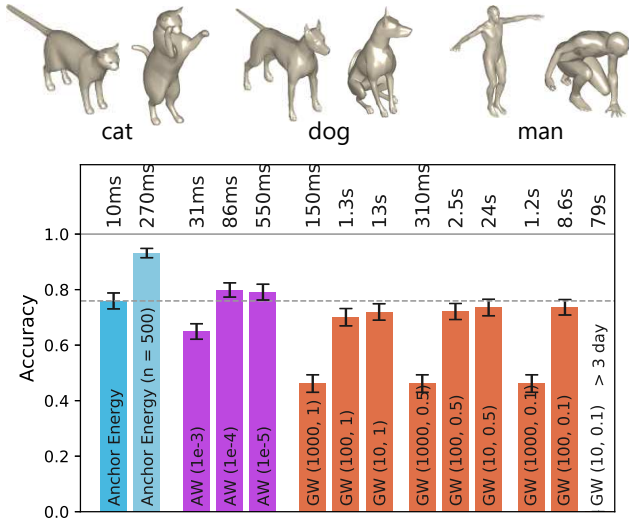 cat
dog
man
10ms
270ms
31ms
86ms
550ms
150ms
1.3s
13s
310ms
2.5s
24s
1.2s
8.6s
79s
Accuracy
1.0
0.8
0.6
0.4
0.2
0.0
Anchor Energy
Anchor Energy (n = 500)
AW (1e-3)
AW (1e-4)
AW (1e-5)
GW (1000, 1)
GW (100, 1)
GW (10, 1)
GW (1000, 0.5)
GW (100, 0.5)
GW (10, 0.5)
GW (1000, 0.1)
GW (100, 0.1)
GW (10, 0.1) > 3 day